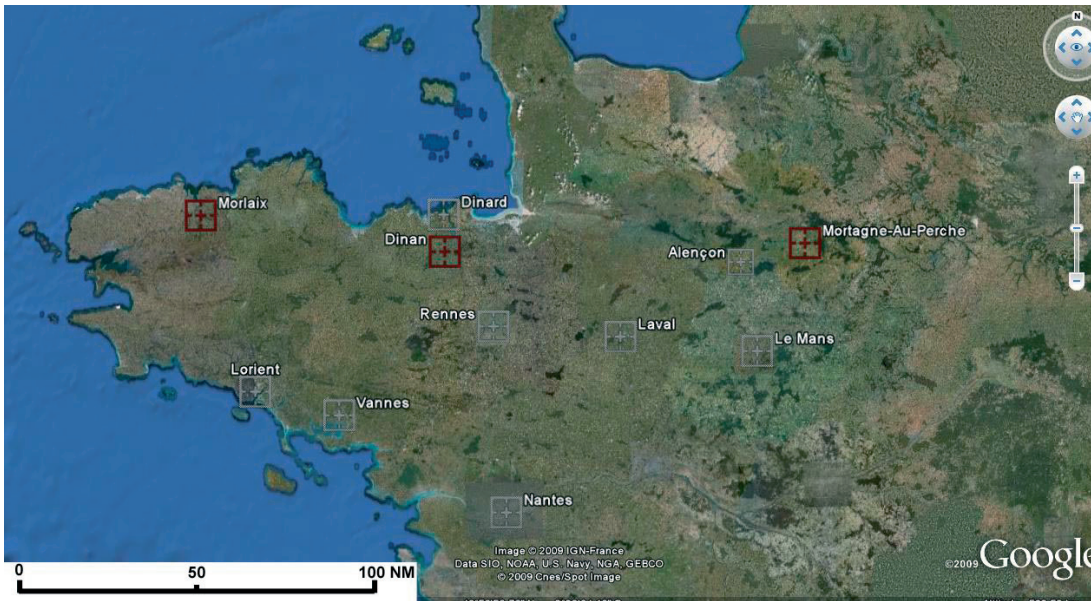 N
Morlaix
Dinard
Dinan
Mortagne-Au-Perche
Alençon
Rennes
Laval
Le Mans
Lorient
Vannes
Nantes
Image © 2009 IGN-France
Data SIO, NOAA, U.S. Navy, NGA, GEBCO
© 2009 Cnes/Spot Image
©2009 Google
0 50 100 NM